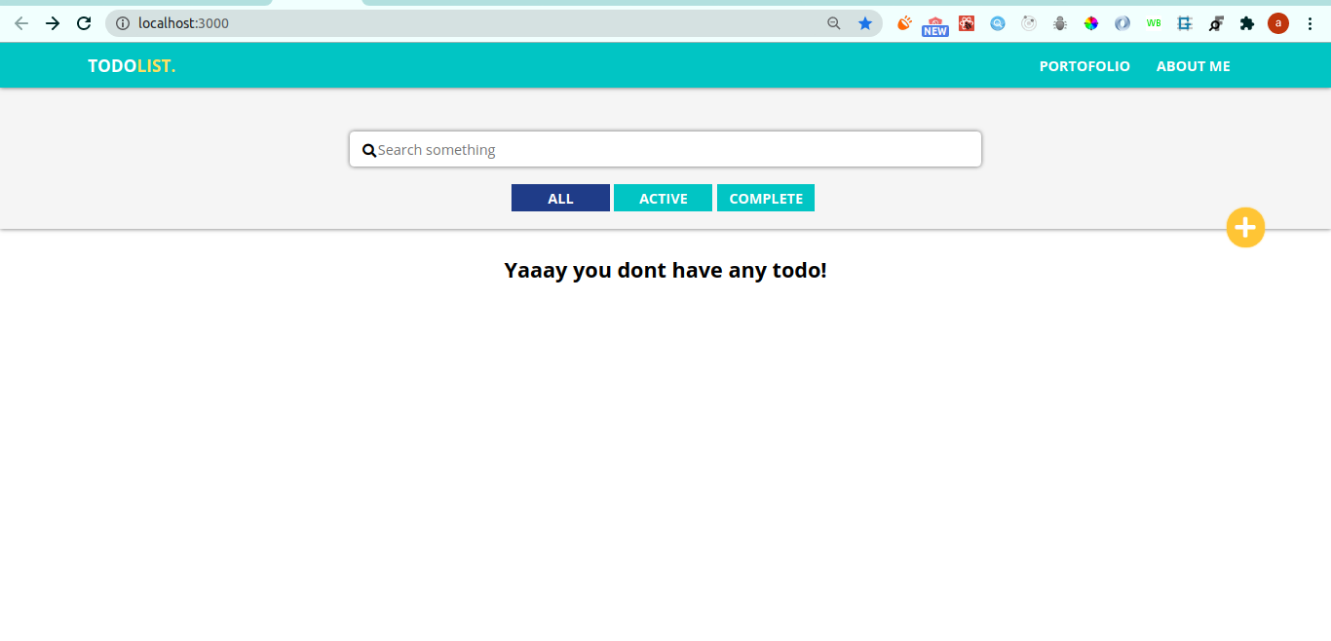 localhost:3000
NEW
WB
a
TODOLIST.
PORTOFOLIO ABOUT ME
Search something
ALL ACTIVE COMPLETE
Yaaay you dont have any todo!